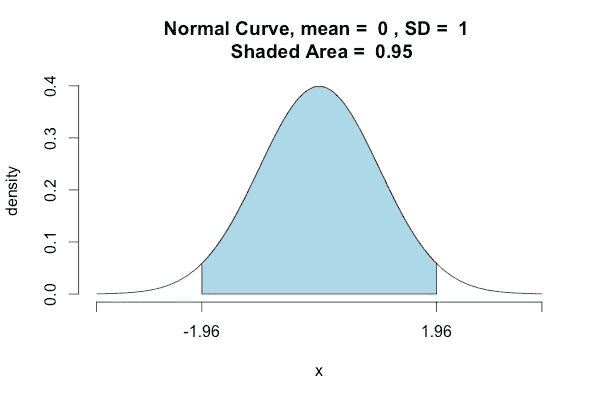 Normal Curve, mean = 0 , SD = 1
Shaded Area = 0.95
0.4
0.3
0.2
0.1
0.0
density
-1.96 1.96
x